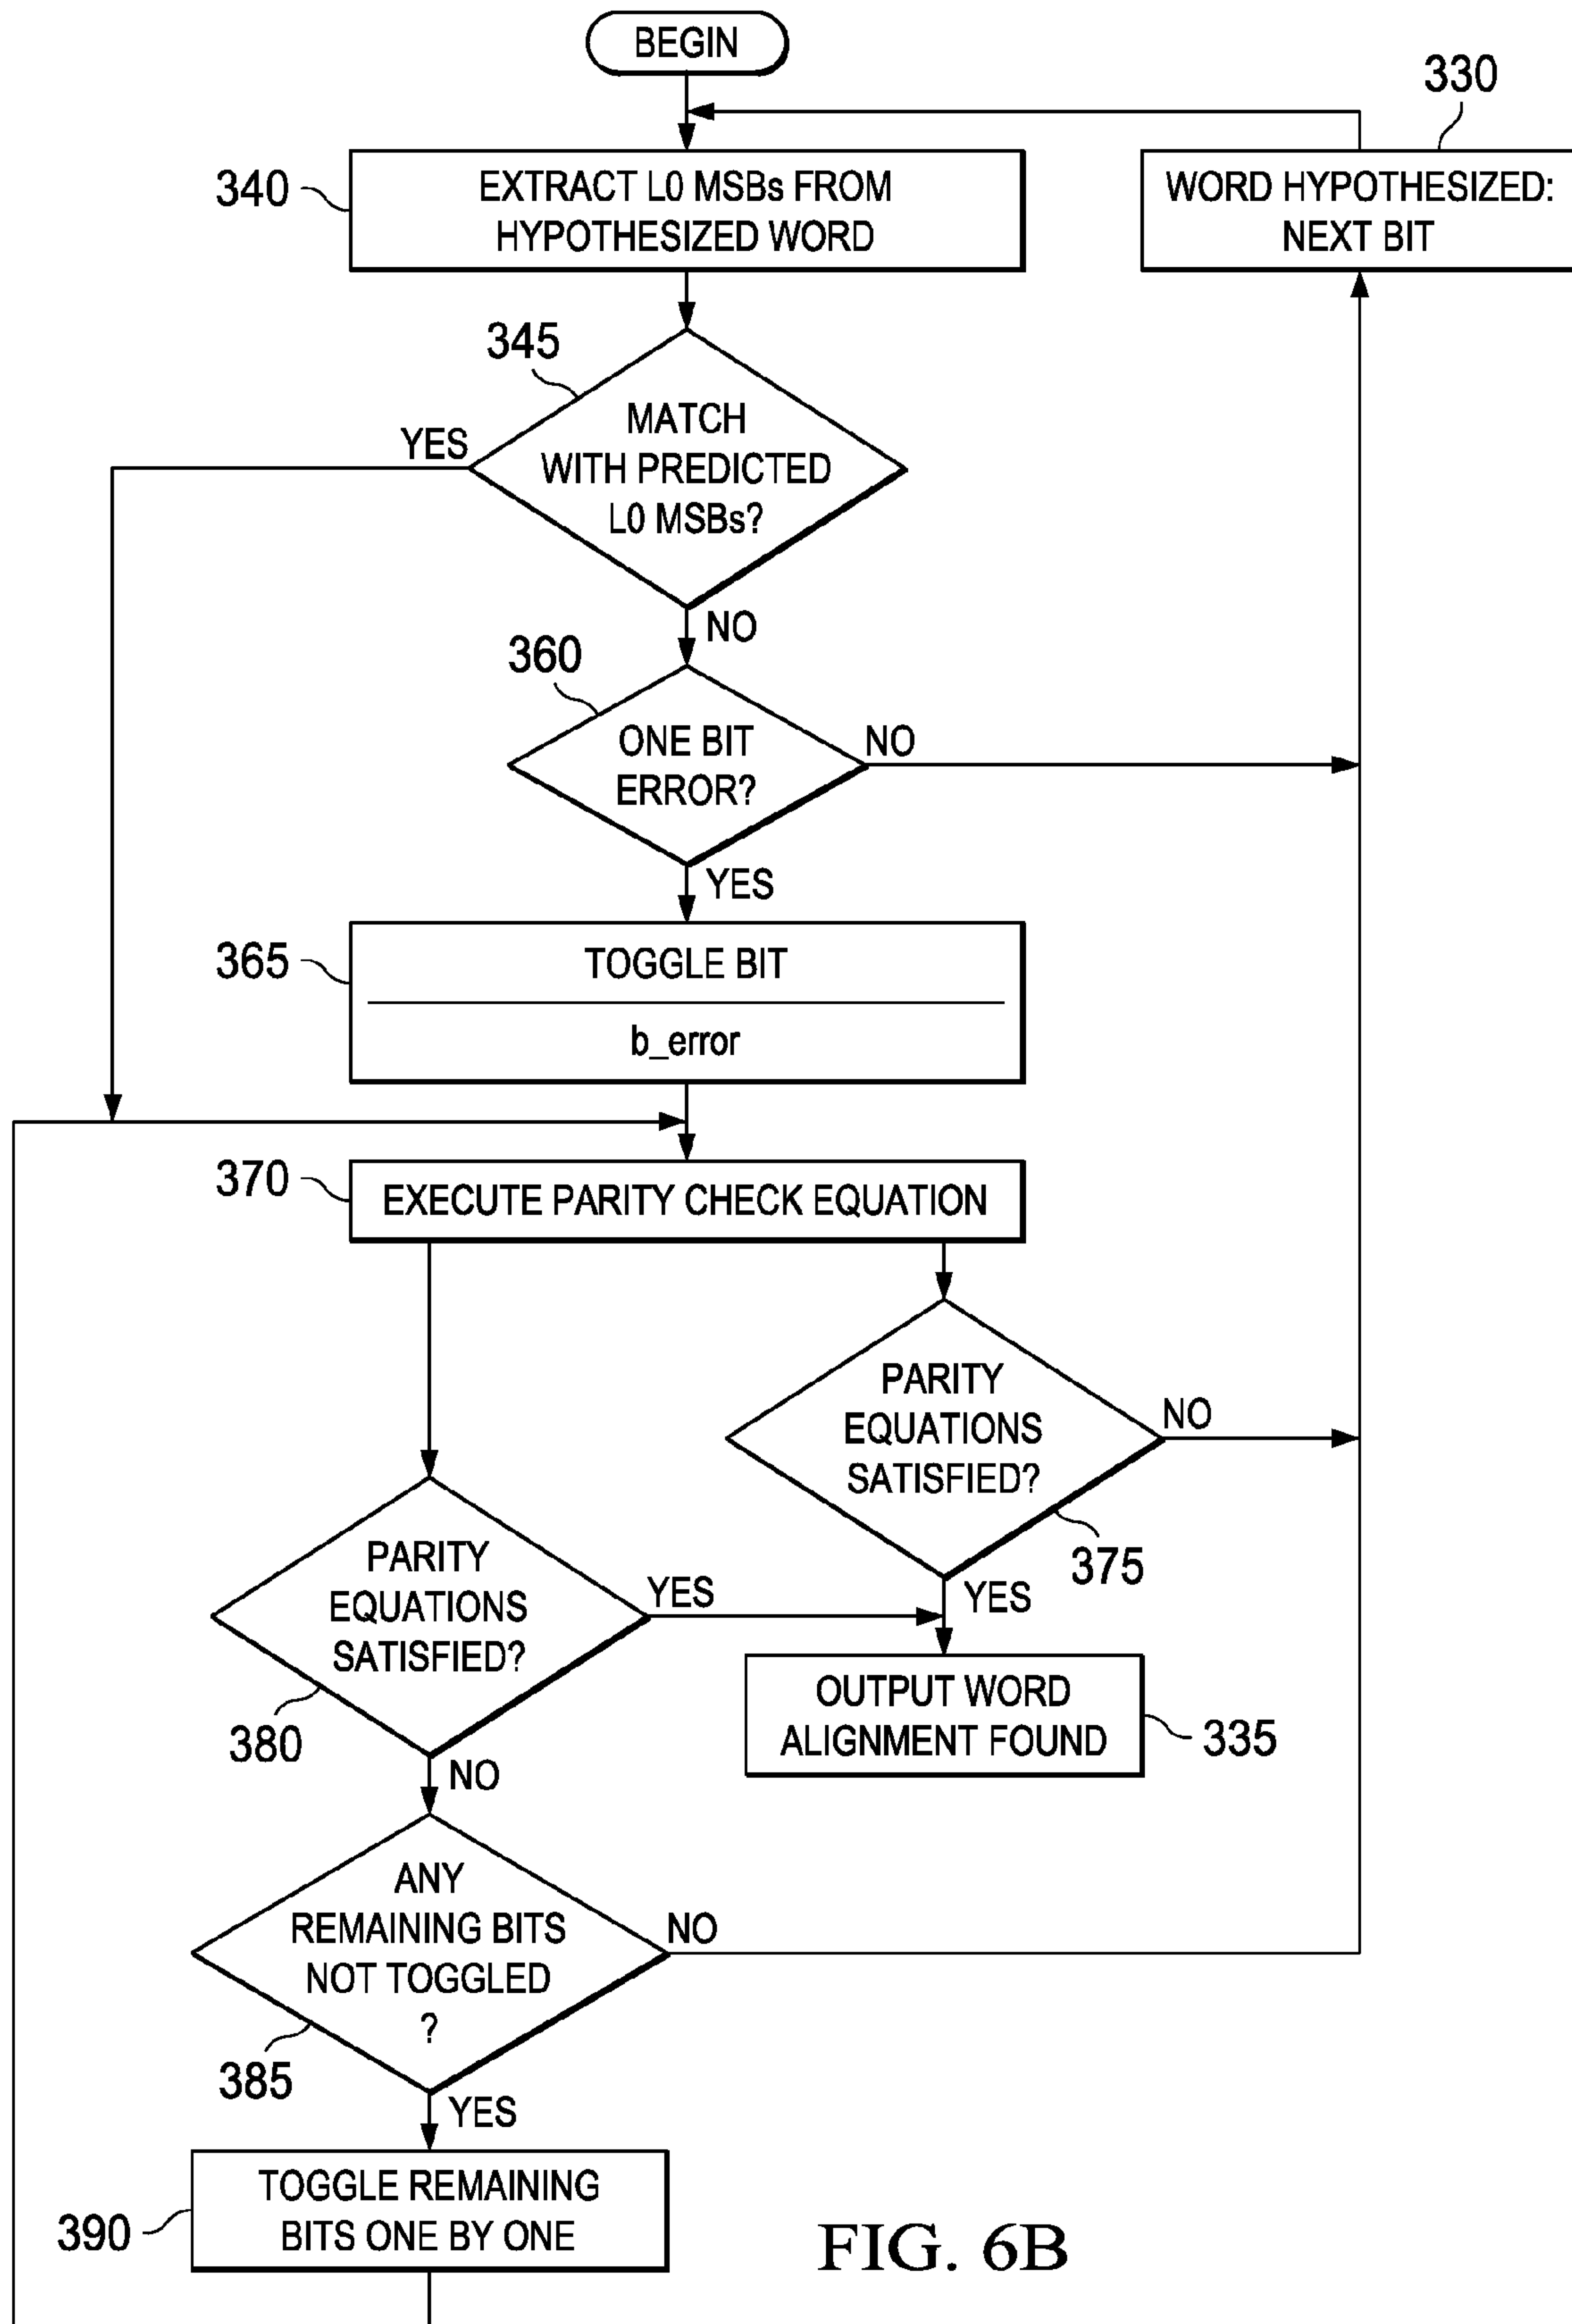 BEGIN
330
340
EXTRACT L0 MSBs FROM
HYPOTHESIZED WORD
WORD HYPOTHESIZED:
NEXT BIT
345
YES
MATCH
WITH PREDICTED
L0 MSBs?
NO
360
ONE BIT
ERROR?
NO
YES
365
TOGGLE BIT
b_error
370
EXECUTE PARITY CHECK EQUATION
PARITY
EQUATIONS
SATISFIED?
NO
375
YES
PARITY
EQUATIONS
SATISFIED?
YES
380
NO
OUTPUT WORD
ALIGNMENT FOUND
335
ANY
REMAINING BITS
NOT TOGGLED
?
NO
385
YES
390
TOGGLE REMAINING
BITS ONE BY ONE
FIG. 6B